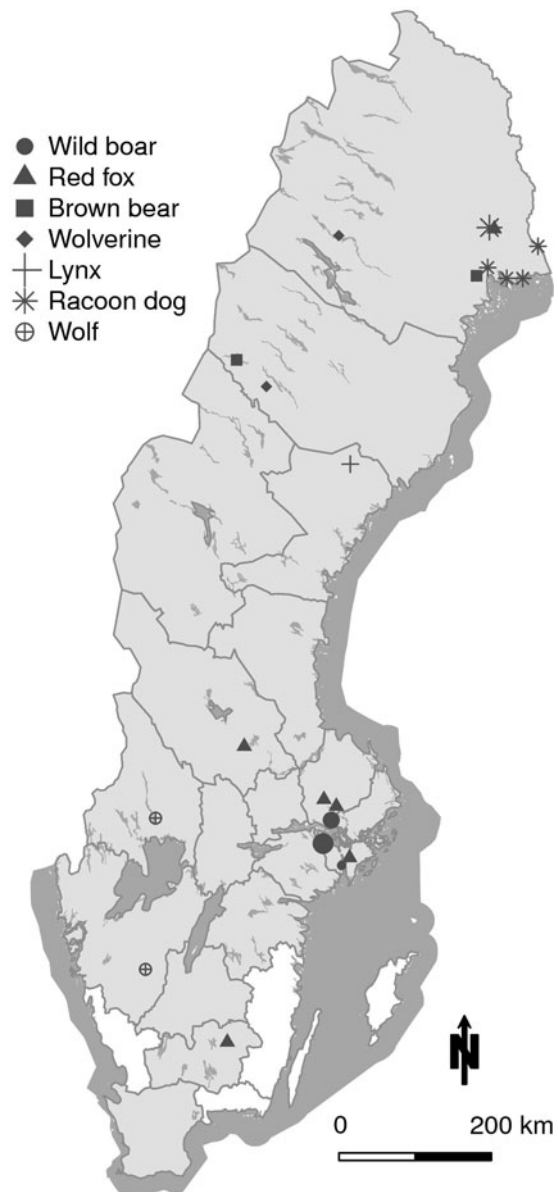 Wild boar
Red fox
Brown bear
Wolverine
Lynx
Racoon dog
Wolf
N
0 200 km